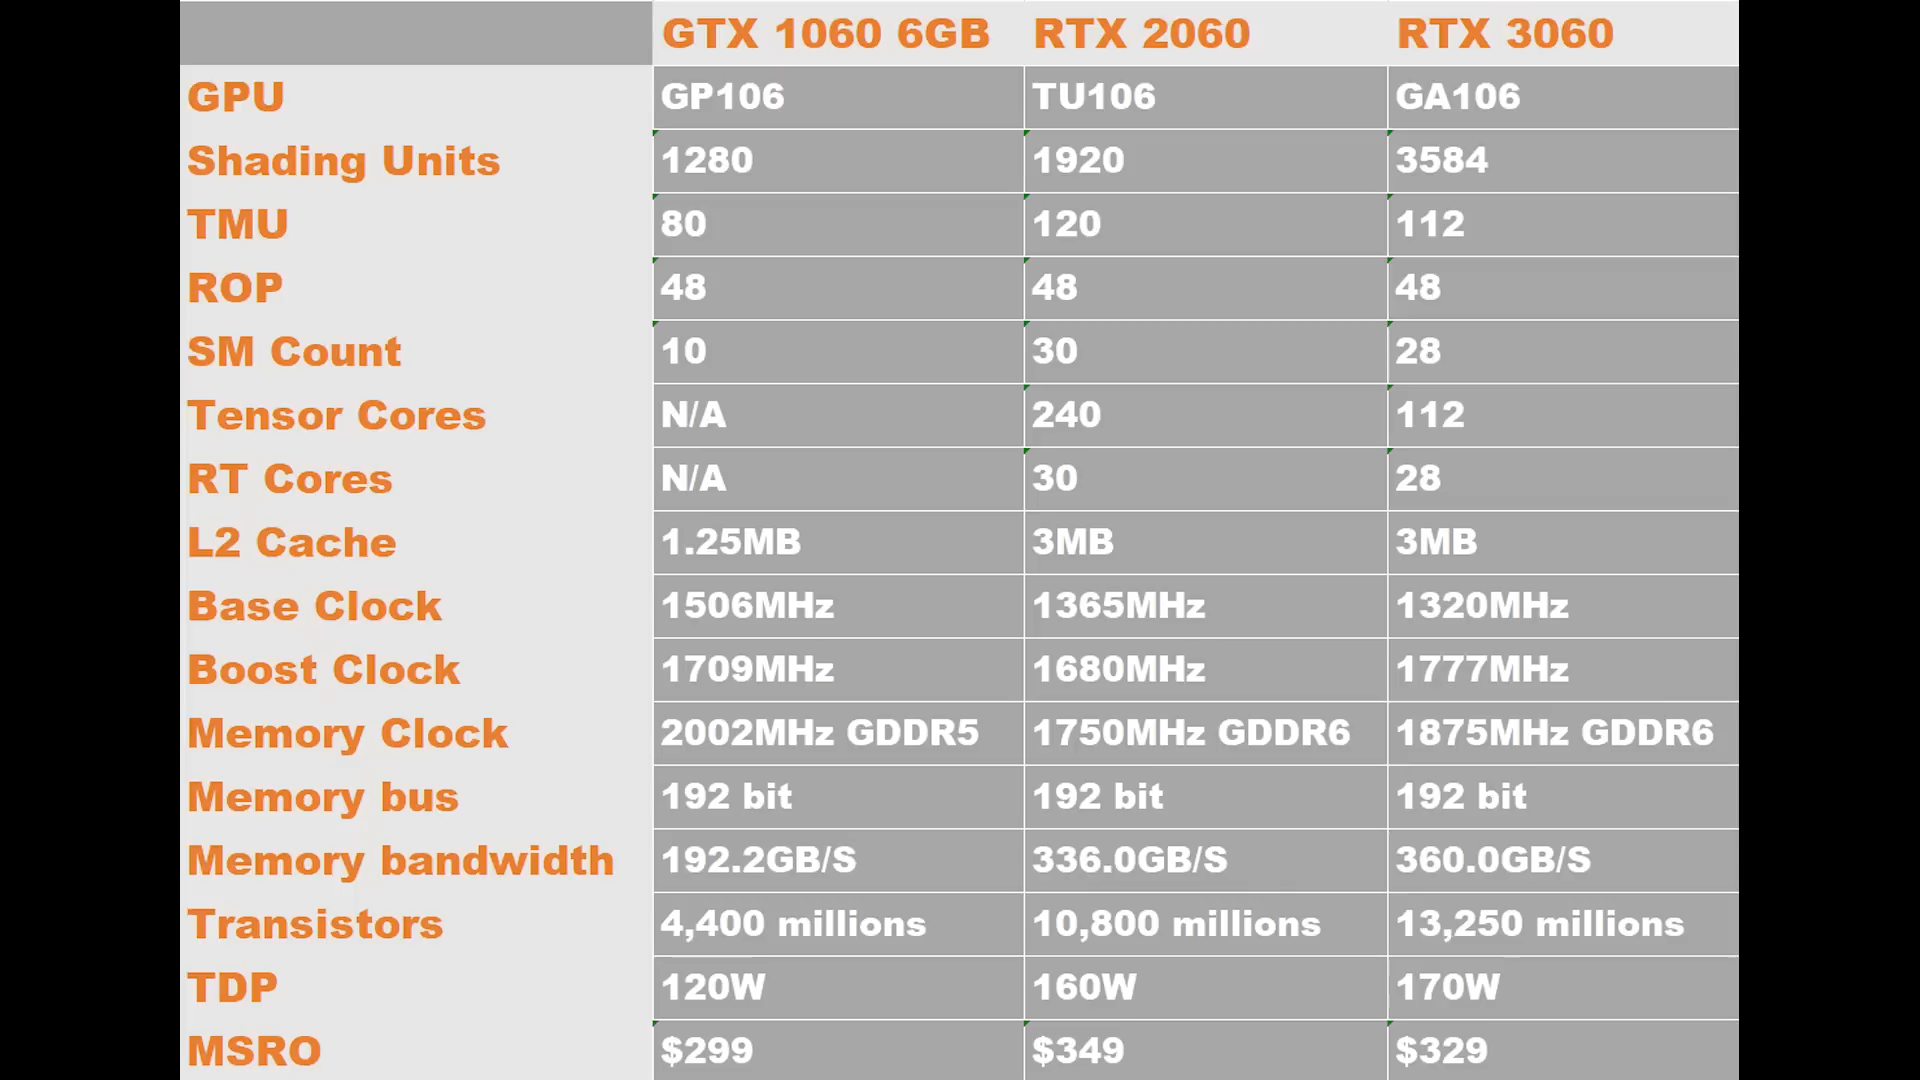 GTX 1060 6GB RTX 2060 RTX 3060
GPU GP106 TU106 GA106
Shading Units 1280 1920 3584
TMU 80 120 112
ROP 48 48 48
SM Count 10 30 28
Tensor Cores N/A 240 112
RT Cores N/A 30 28
L2 Cache 1.25MB 3MB 3MB
Base Clock 1506MHz 1365MHz 1320MHz
Boost Clock 1709MHz 1680MHz 1777MHz
Memory Clock 2002MHz GDDR5 1750MHz GDDR6 1875MHz GDDR6
Memory bus 192 bit 192 bit 192 bit
Memory bandwidth 192.2GB/S 336.0GB/S 360.0GB/S
Transistors 4,400 millions 10,800 millions 13,250 millions
TDP 120W 160W 170W
MSRO $299 $349 $329